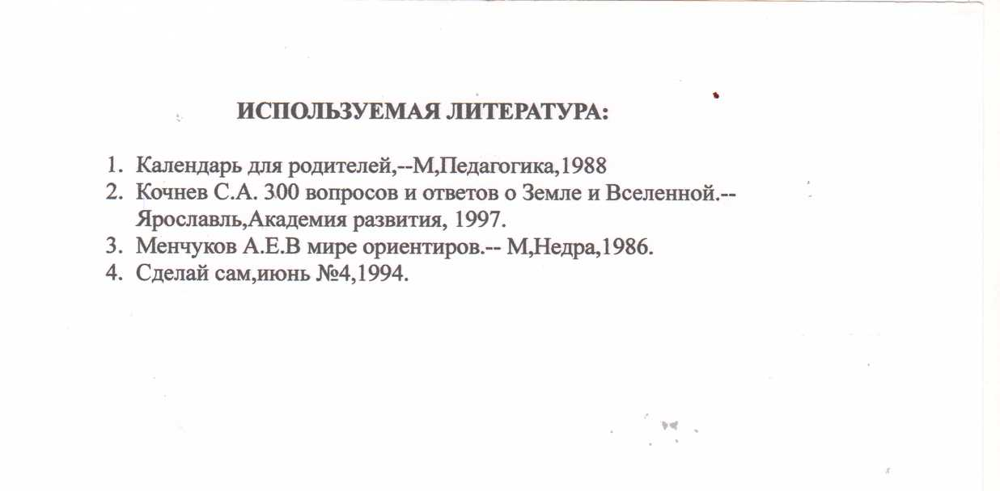 ИСПОЛЬЗУЕМАЯ ЛИТЕРАТУРА:
1. Календарь для родителей,--М,Педагогика,1988
2. Кочнев С.А. 300 вопросов и ответов о Земле и Вселенной.--
Ярославль,Академия развития, 1997.
3. Менчуков А.Е.В мире ориентиров.-- М,Недра,1986.
4. Сделай сам,июнь №4,1994.